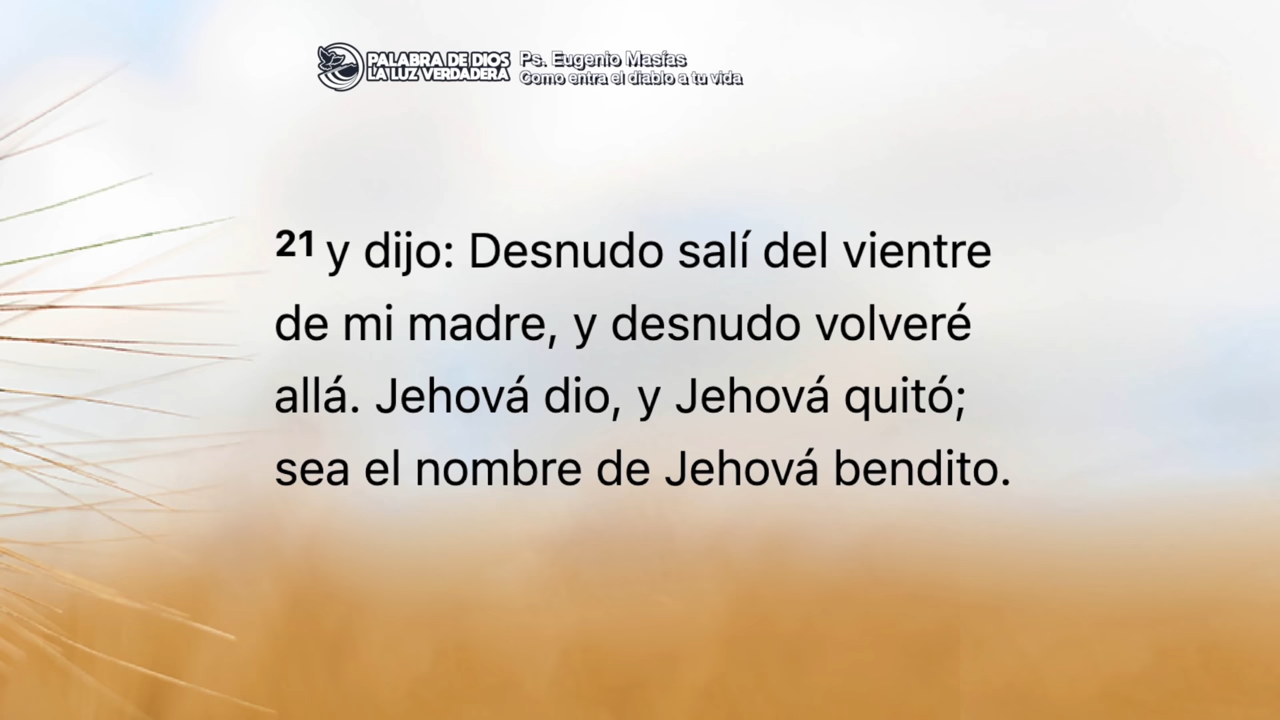 PALABRA DE DIOS
LA LUZ VERDADERA
Ps. Eugenio Masías
Como entra el diablo a tu vida
21 y dijo: Desnudo salí del vientre
de mi madre, y desnudo volveré
allá. Jehová dio, y Jehová quitó;
sea el nombre de Jehová bendito.